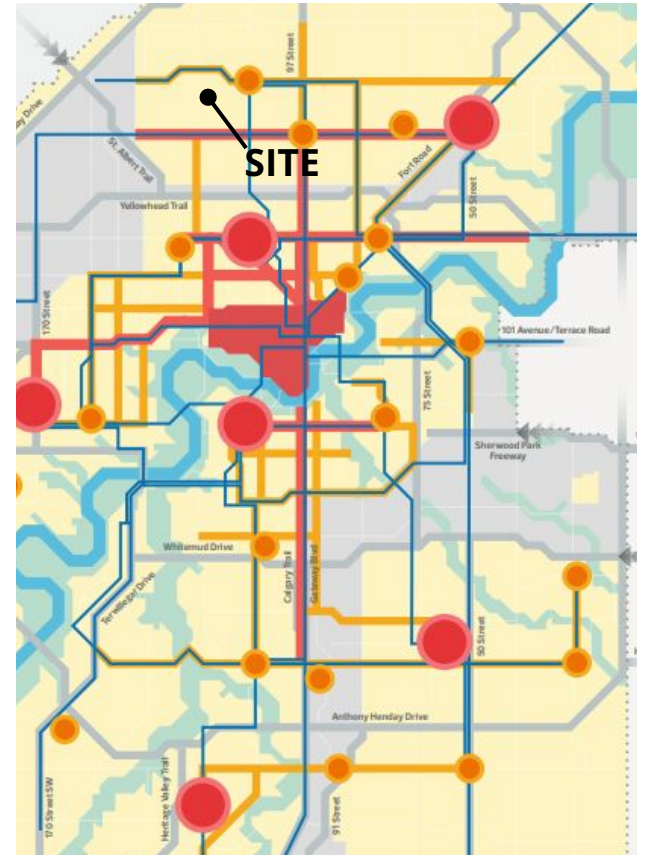 97 Street
ay Drive
SITE
St. Albert Trail
Fort Road
50 Street
Yellowhead Trail
170 Street
101 Avenue/Terrace Road
75 Street
Sherwood Park
Freeway
Whitemud Drive
Calgary Trail
Gateway Blvd
Terwillegar Drive
50 Street
Anthony Henday Drive
170 Street SW
Heritage Valley Trail
91 Street